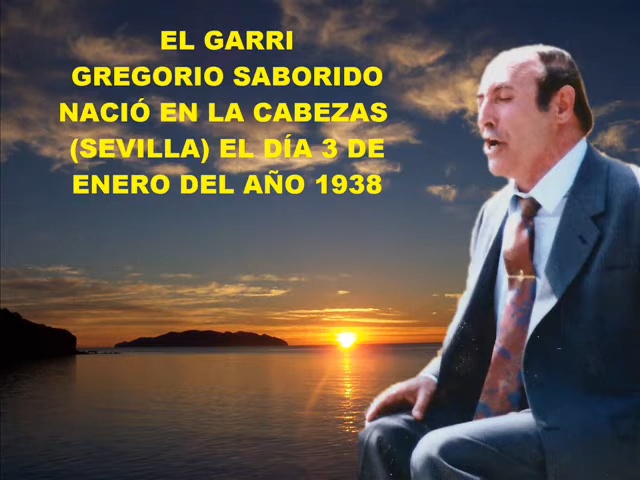 EL GARRI
GREGORIO SABORIDO
NACIÓ EN LA CABEZAS
(SEVILLA) EL DÍA 3 DE
ENERO DEL AÑO 1938